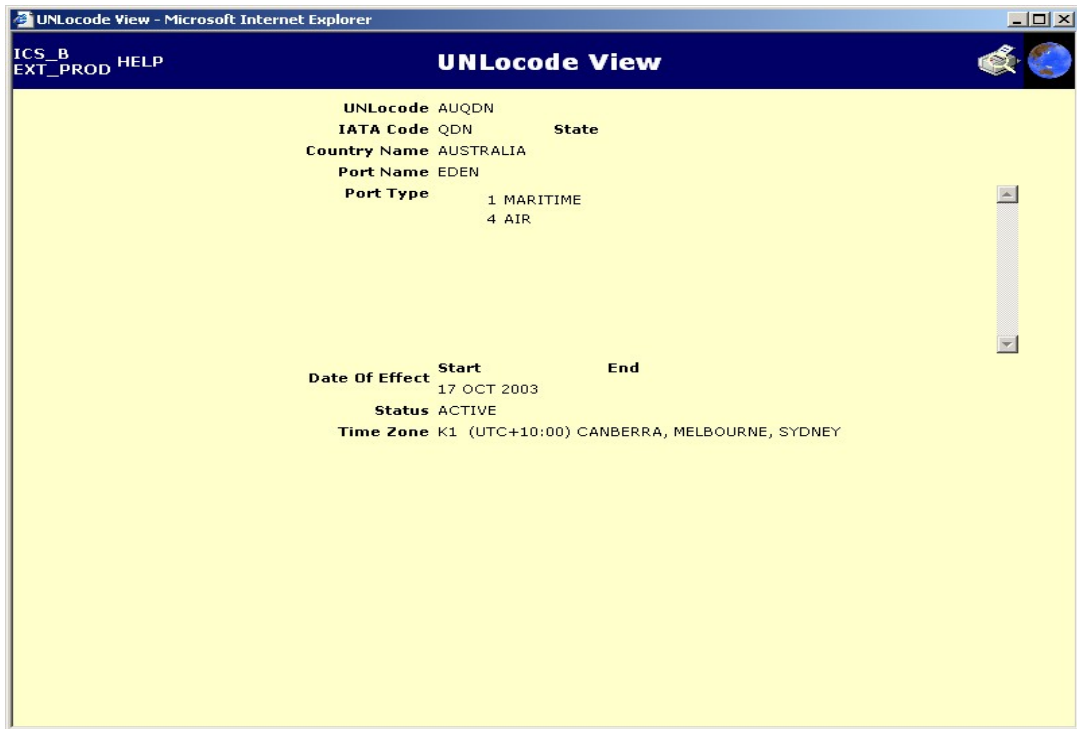 UNLocode View - Microsoft Internet Explorer
ICS_B
EXT_PROD HELP
UNLocode View
UNLocode AUQDN
IATA Code QDN State
Country Name AUSTRALIA
Port Name EDEN
Port Type 1 MARITIME
4 AIR
Start End
Date Of Effect 17 OCT 2003
Status ACTIVE
Time Zone K1 (UTC+10:00) CANBERRA, MELBOURNE, SYDNEY